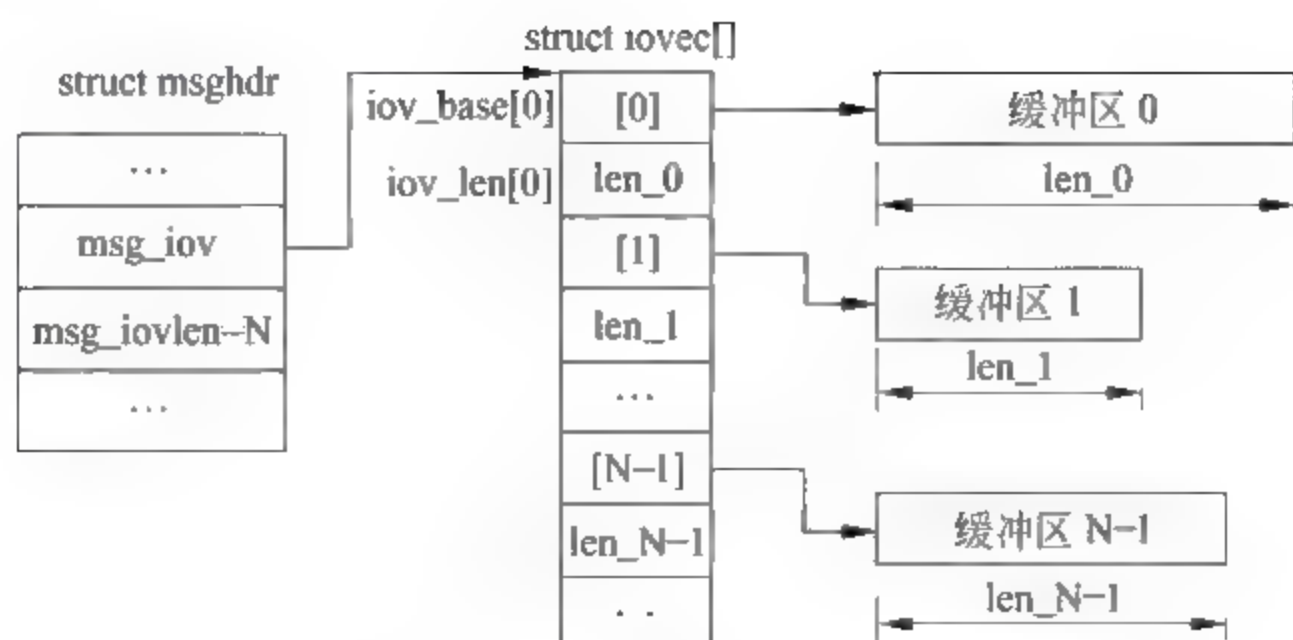 struct msghdr
...
msg_iov
msg_iovlen--N
...
struct iovec[]
iov_base[0]
[0]
iov_len[0]
len_0
[1]
len_1
...
[N-1]
len_N-1
. .
缓冲区 0
len_0
缓冲区 1
len_1
缓冲区 N-1
len_N-1